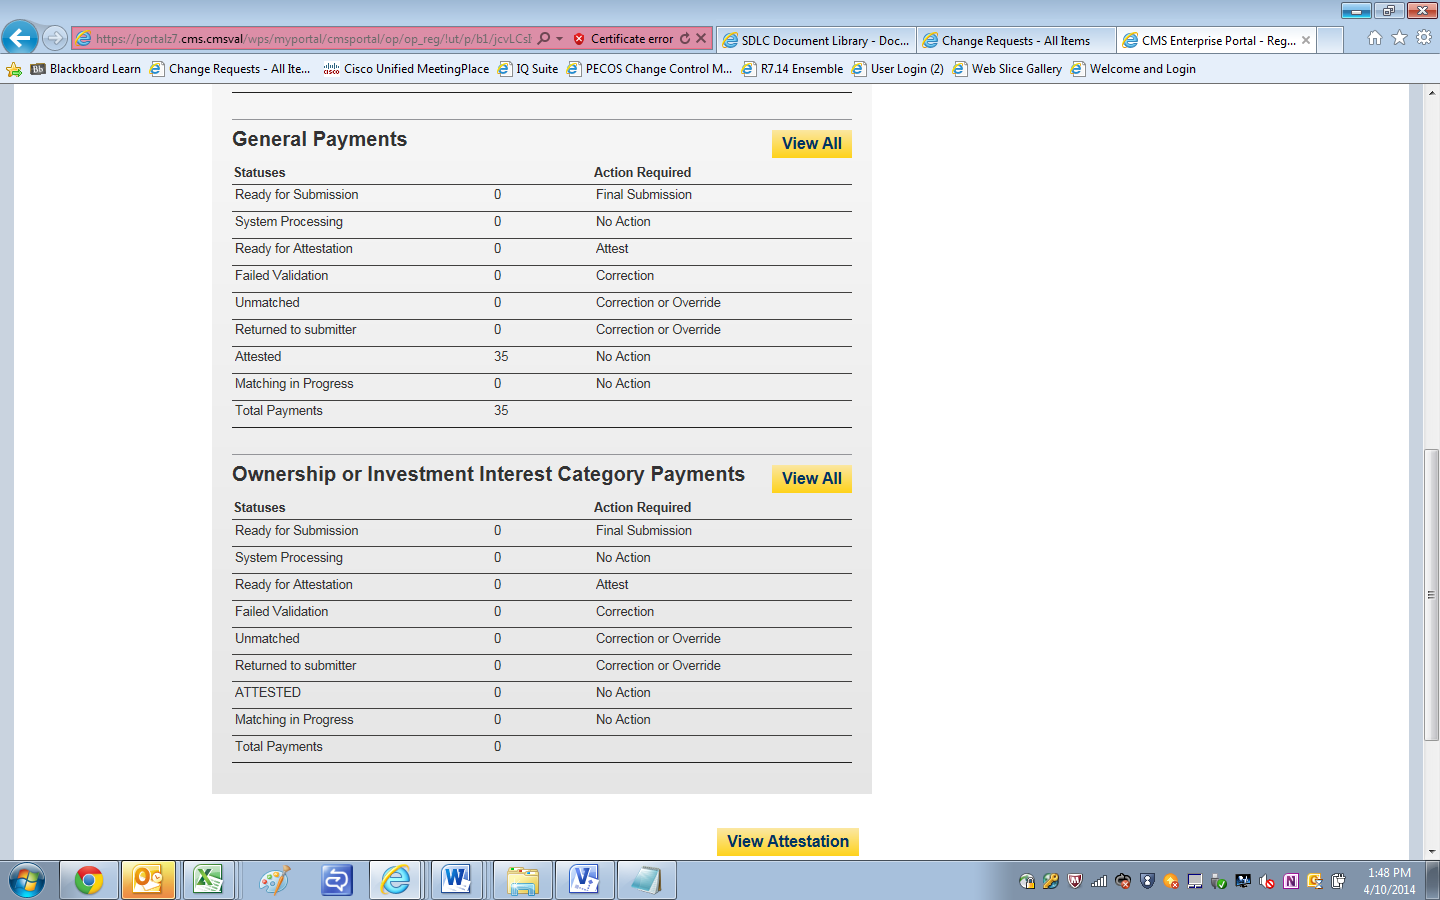 https://portalz7.cms.cmsval/wps/myportal/cmsportal/op/op_reg/!ut/p/b1/jcvLCsI Certificate error SDLC Document Library - Doc... Change Requests - All Items CMS Enterprise Portal - Reg...
Bb Blackboard Learn Change Requests - All Ite... Cisco Unified MeetingPlace IQ Suite PECOS Change Control M... R7.14 Ensemble User Login (2) Web Slice Gallery Welcome and Login
General Payments View All
Statuses Action Required
Ready for Submission 0 Final Submission
System Processing 0 No Action
Ready for Attestation 0 Attest
Failed Validation 0 Correction
Unmatched 0 Correction or Override
Returned to submitter 0 Correction or Override
Attested 35 No Action
Matching in Progress 0 No Action
Total Payments 35
Ownership or Investment Interest Category Payments View All
Statuses Action Required
Ready for Submission 0 Final Submission
System Processing 0 No Action
Ready for Attestation 0 Attest
Failed Validation 0 Correction
Unmatched 0 Correction or Override
Returned to submitter 0 Correction or Override
ATTESTED 0 No Action
Matching in Progress 0 No Action
Total Payments 0
View Attestation
1:48 PM
4/10/2014